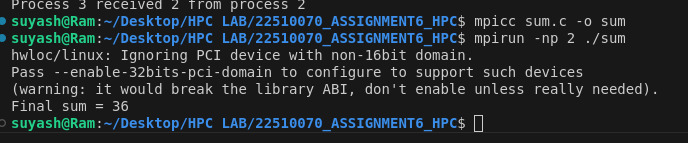 Process 3 received 2 from process 2
suyash@Ram:~/Desktop/HPC LAB/22510070_ASSIGNMENT6_HPC$ mpicc sum.c -o sum
suyash@Ram:~/Desktop/HPC LAB/22510070_ASSIGNMENT6_HPC$ mpirun -np 2 ./sum
hwloc/linux: Ignoring PCI device with non-16bit domain.
Pass --enable-32bits-pci-domain to configure to support such devices
(warning: it would break the library ABI, don't enable unless really needed).
Final sum = 36
suyash@Ram:~/Desktop/HPC LAB/22510070_ASSIGNMENT6_HPC$